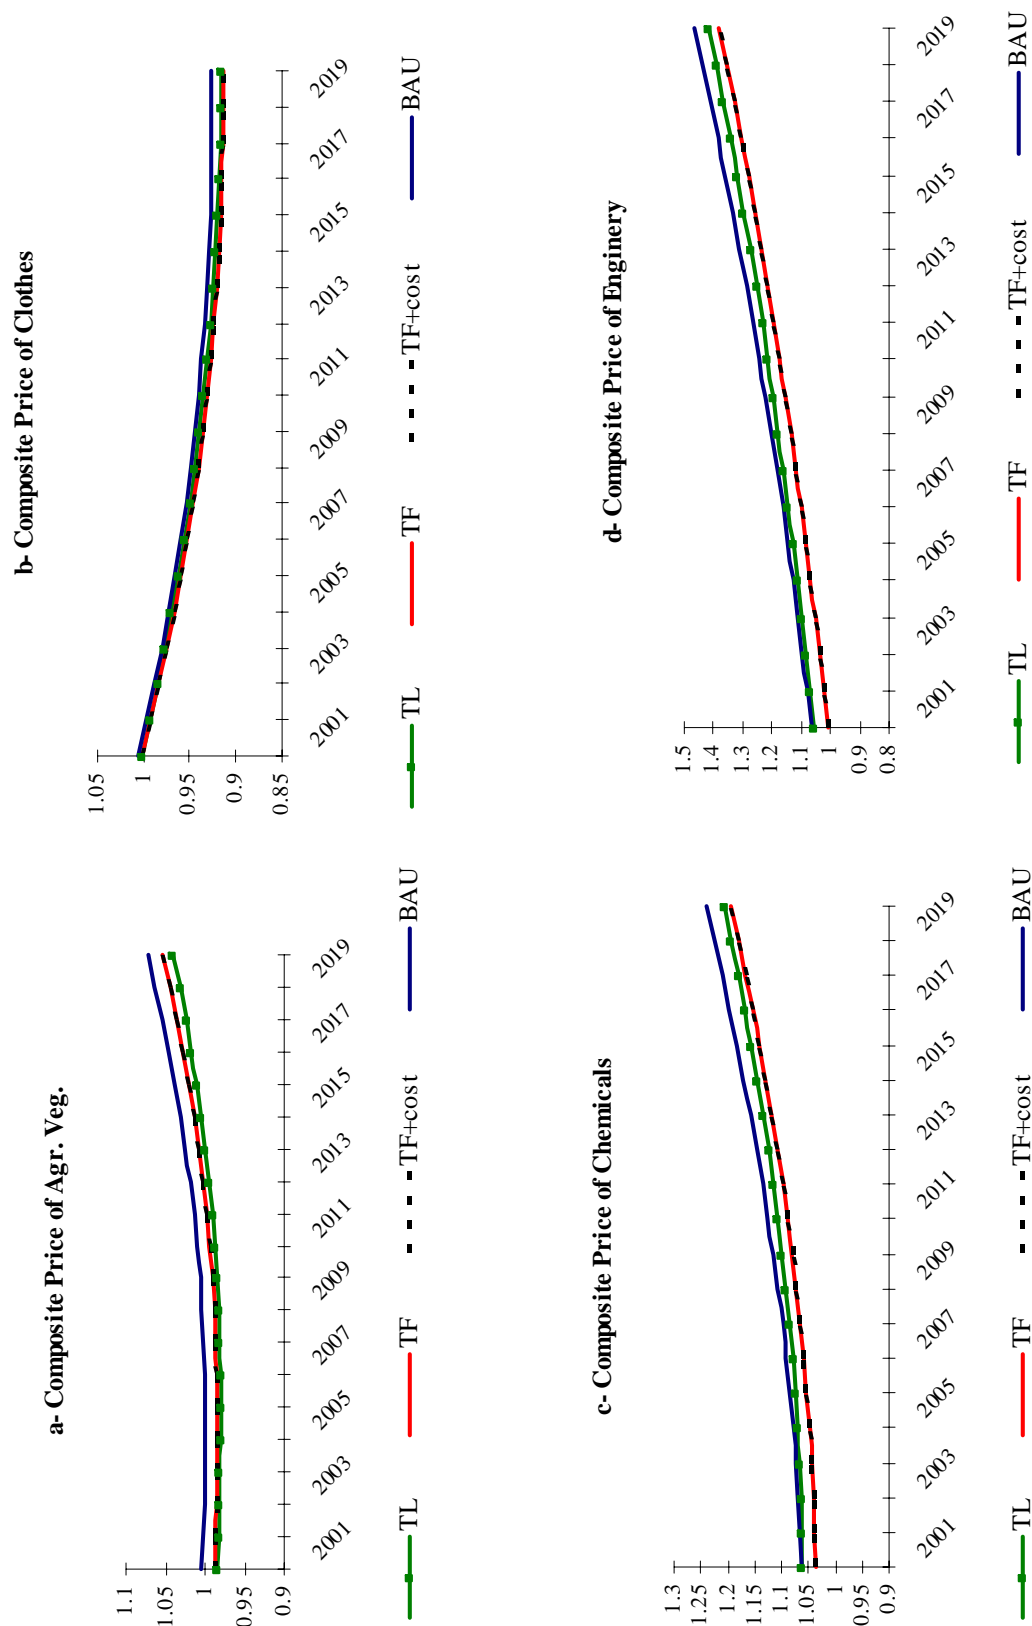 a- Composite Price of Agr. Veg.
1.1
1.05
1
0.95
0.9
2001 2003 2005 2007 2009 2011 2013 2015 2017 2019
TL TF TF+cost BAU
b- Composite Price of Clothes
1.05
1
0.95
0.9
0.85
2001 2003 2005 2007 2009 2011 2013 2015 2017 2019
TL TF TF+cost BAU
c- Composite Price of Chemicals
1.3
1.25
1.2
1.15
1.1
1.05
1
0.95
0.9
2001 2003 2005 2007 2009 2011 2013 2015 2017 2019
TL TF TF+cost BAU
d- Composite Price of Enginery
1.5
1.4
1.3
1.2
1.1
1
0.9
0.8
2001 2003 2005 2007 2009 2011 2013 2015 2017 2019
TL TF TF+cost BAU